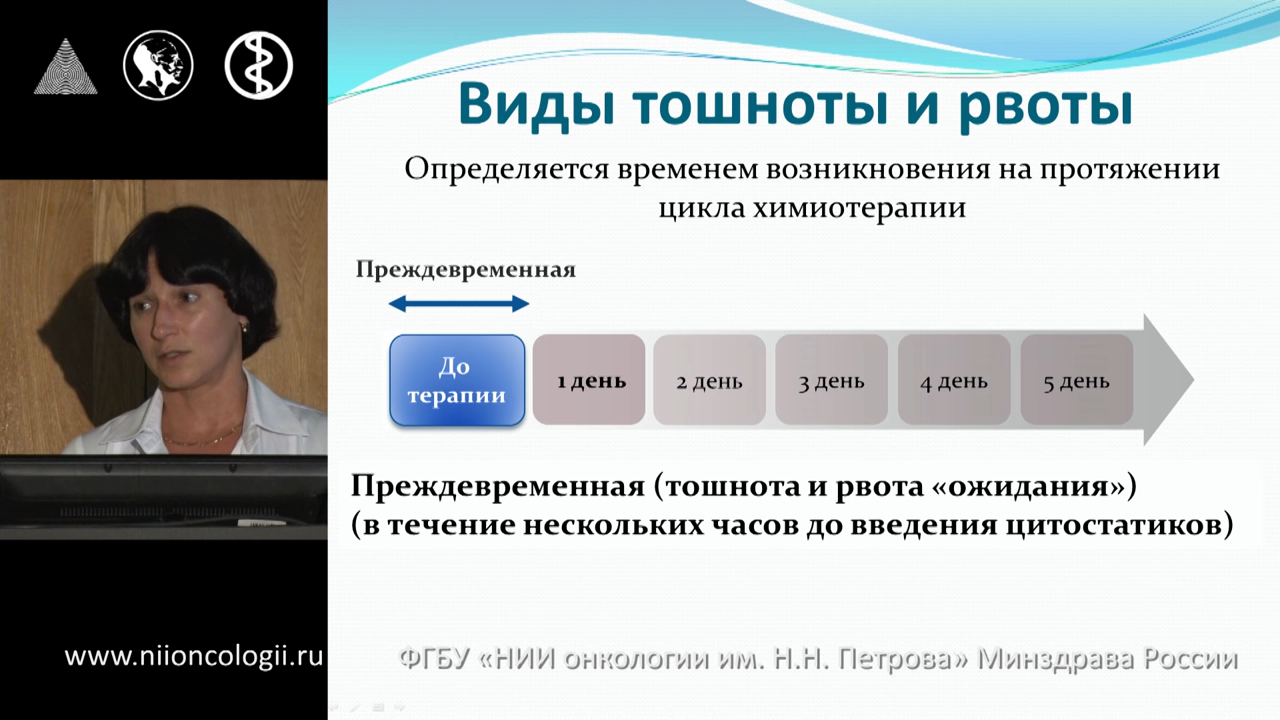 Виды тошноты и рвоты
Определяется временем возникновения на протяжении
цикла химиотерапии
Преждевременная
До
терапии
1 день
2 день
3 день
4 день
5 день
Преждевременная (тошнота и рвота «ожидания»)
(в течение нескольких часов до введения цитостатиков)
www.niioncologii.ru
ФГБУ «НИИ онкологии им. Н.Н. Петрова» Минздрава России